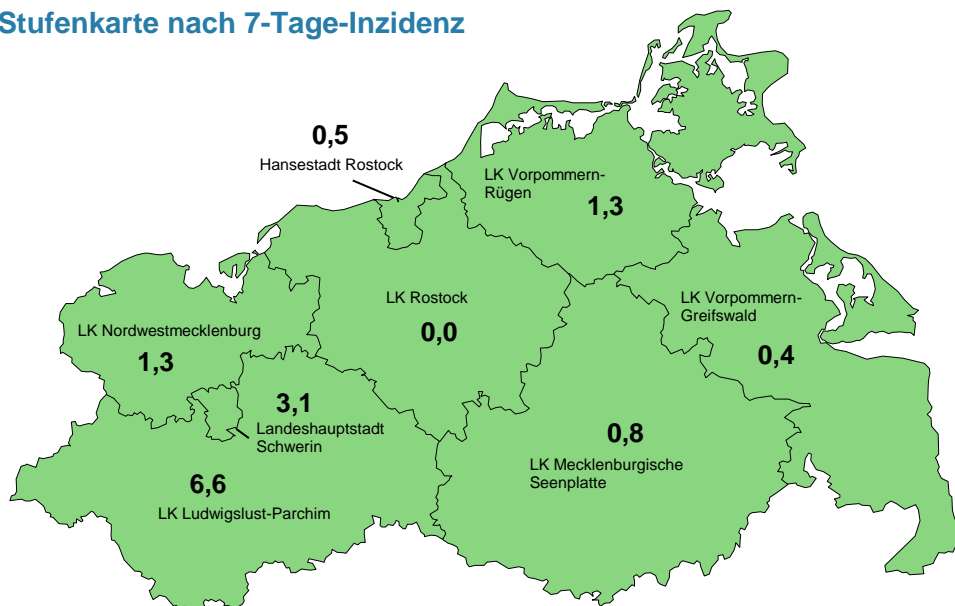 Stufenkarte nach 7-Tage-Inzidenz
0,5
Hansestadt Rostock
LK Vorpommern-
Rügen
1,3
LK Rostock
0,0
LK Vorpommern-
Greifswald
0,4
LK Nordwestmecklenburg
1,3
3,1
Landeshauptstadt
Schwerin
0,8
LK Mecklenburgische
Seenplatte
6,6
LK Ludwigslust-Parchim